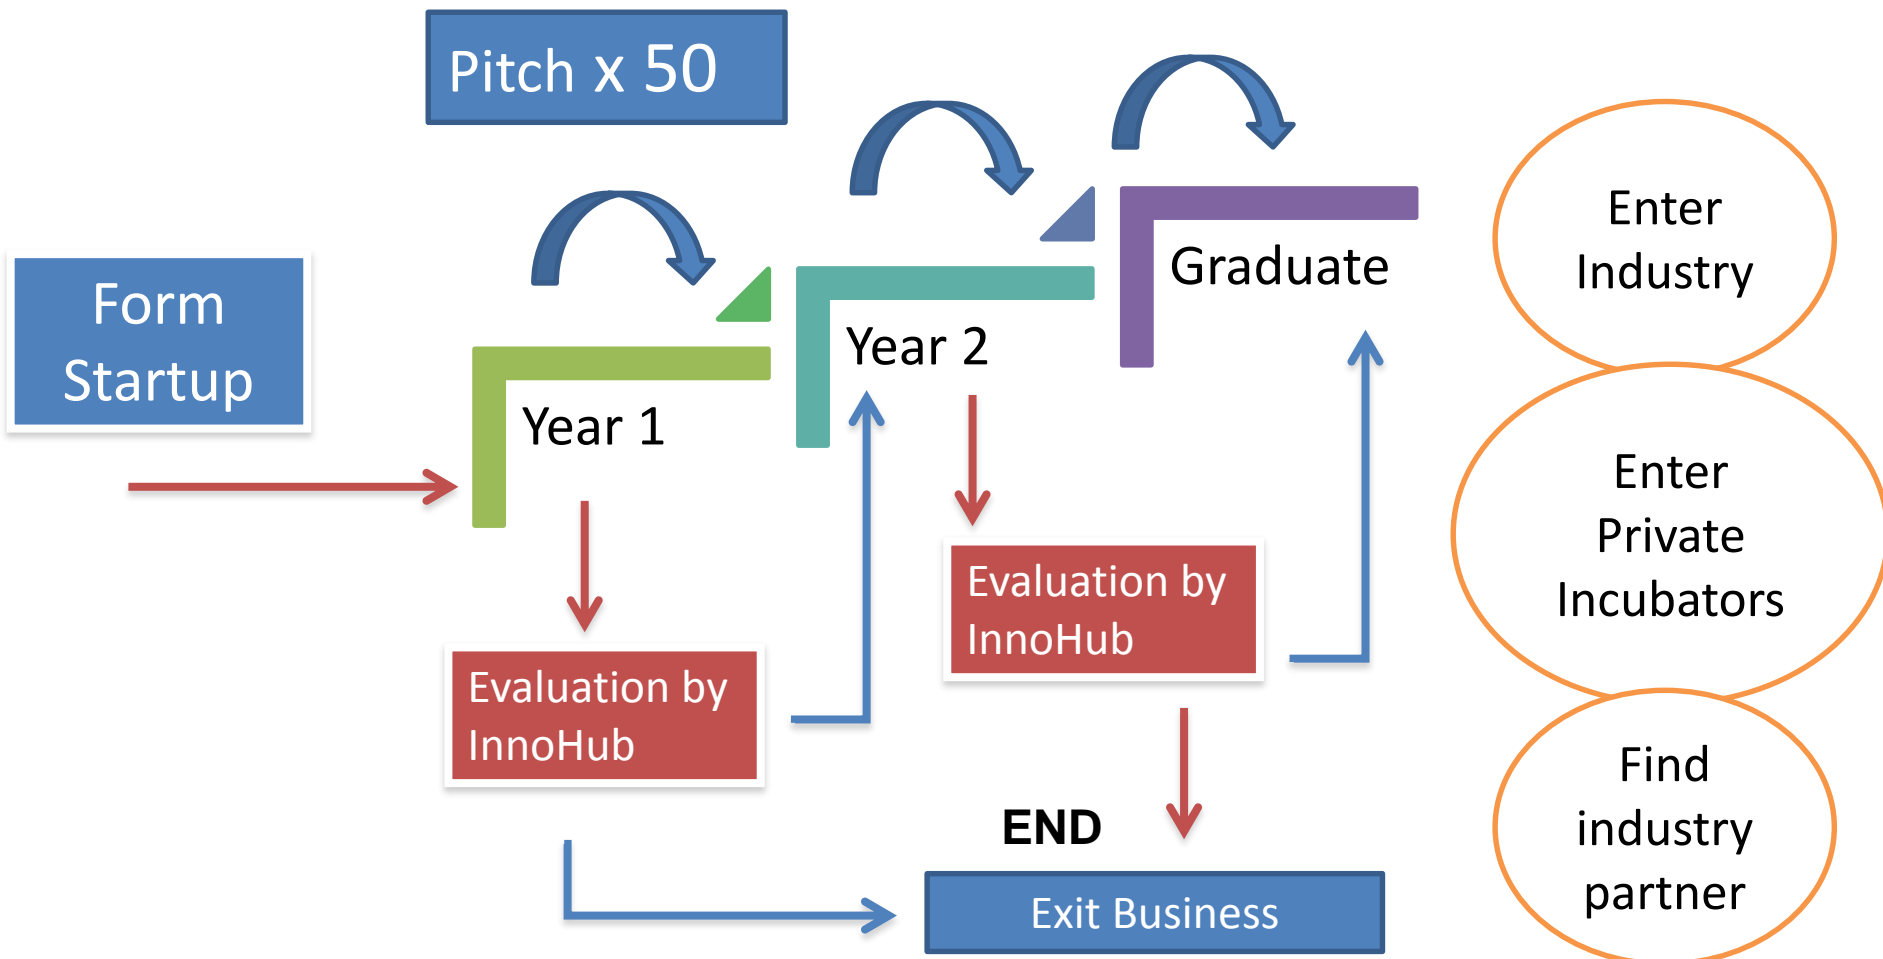 Pitch x 50
Form
Startup
Year 1
Evaluation by
InnoHub
Year 2
Evaluation by
InnoHub
Graduate
END
Exit Business
Enter
Industry
Enter
Private
Incubators
Find
industry
partner